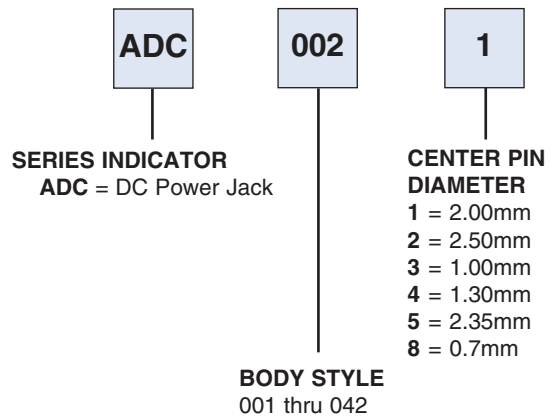 ADC
002
1
SERIES INDICATOR
ADC = DC Power Jack
CENTER PIN
DIAMETER
1 = 2.00mm
2 = 2.50mm
3 = 1.00mm
4 = 1.30mm
5 = 2.35mm
8 = 0.7mm
BODY STYLE
001 thru 042